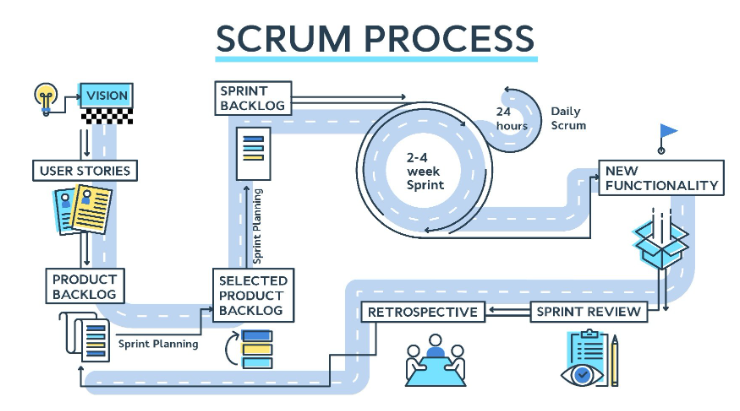 SCRUM PROCESS
VISION
USER STORIES
PRODUCT
BACKLOG
Sprint Planning
SELECTED
PRODUCT
BACKLOG
Sprint Planning
SPRINT
BACKLOG
2-4
week
Sprint
24
hours
Daily
Scrum
NEW
FUNCTIONALITY
SPRINT REVIEW
RETROSPECTIVE